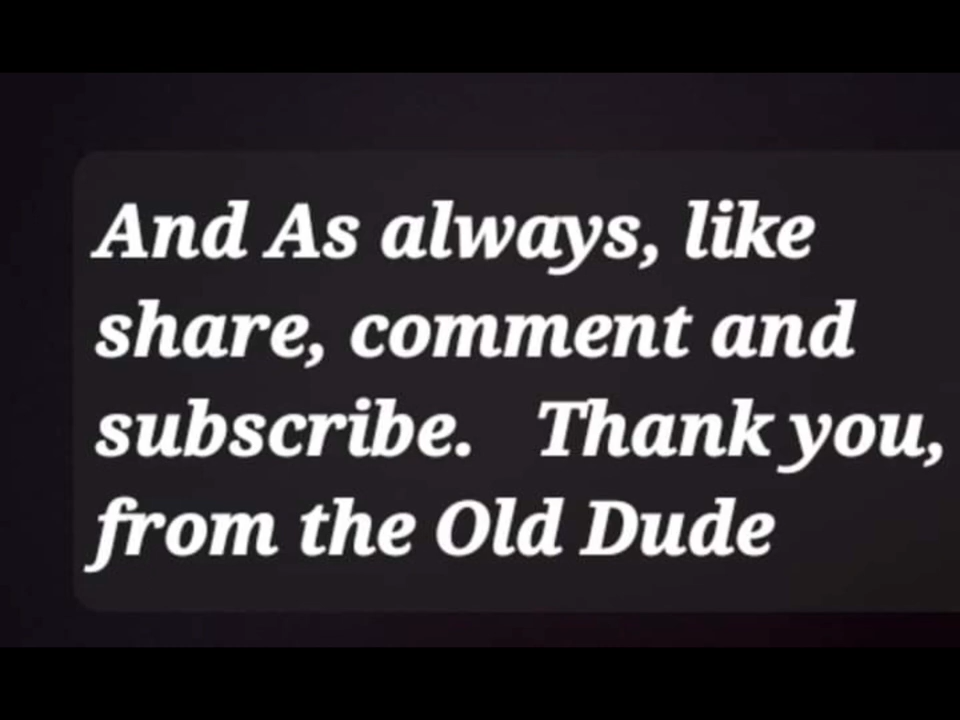 And As always, like
share, comment and
subscribe.   Thank you,
from the Old Dude